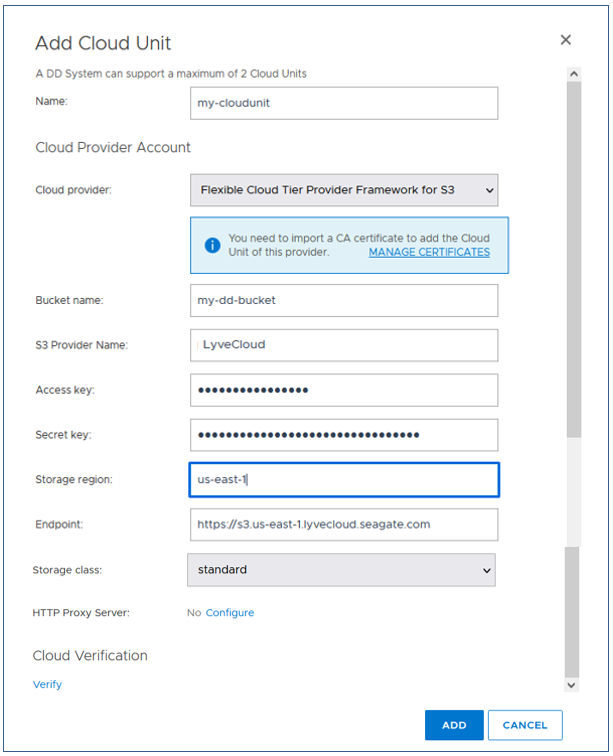 Add Cloud Unit
A DD System can support a maximum of 2 Cloud Units
Name: my-cloudunit
Cloud Provider Account
Cloud provider: Flexible Cloud Tier Provider Framework for S3
You need to import a CA certificate to add the Cloud
Unit of this provider. MANAGE CERTIFICATES
Bucket name: my-dd-bucket
S3 Provider Name: LyveCloud
Access key: ••••••••••••••••
Secret key: ••••••••••••••••••••••••••••••••
Storage region: us-east-1
Endpoint: https://s3.us-east-1.lyvecloud.seagate.com
Storage class: standard
HTTP Proxy Server: No Configure
Cloud Verification
Verify
ADD CANCEL